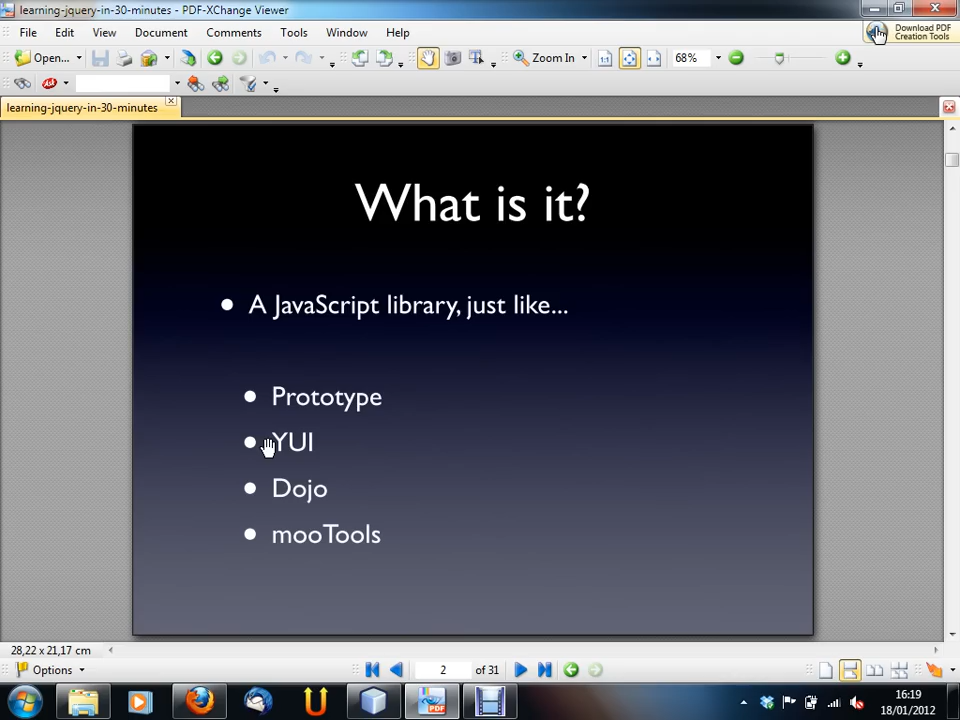 learning-jquery-in-30-minutes - PDF-XChange Viewer
File Edit View Document Comments Tools Window Help
Download PDF
Creation Tools
Open... Zoom In 1:1 68%
learning-jquery-in-30-minutes
What is it?
• A JavaScript library, just like...
• Prototype
• YUI
• Dojo
• mooTools
28,22 x 21,17 cm
Options 2 of 31
16:19
18/01/2012